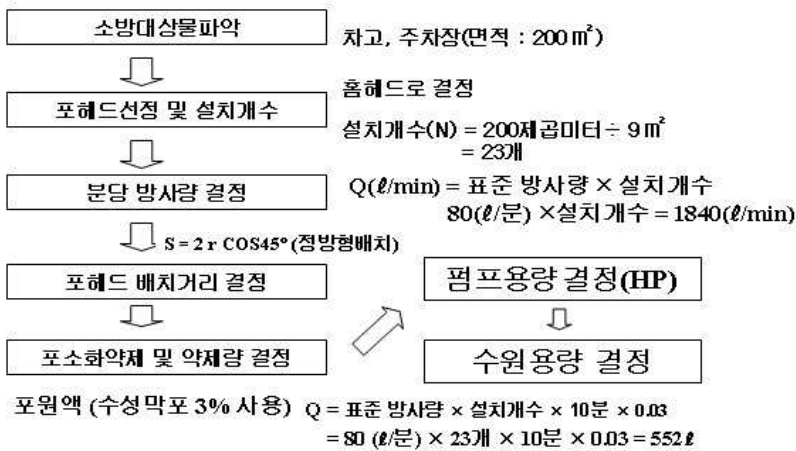 소방대상물파악
차고, 주차장(면적 : 200㎡)
포헤드선정 및 설치개수
홈헤드로 결정
설치개수(N) = 200제곱미터 ÷ 9㎡
= 23개
분당 방사량 결정
Q(ℓ/min) = 표준 방사량 × 설치개수
80(ℓ/분) ×설치개수 = 1840(ℓ/min)
S = 2 r COS45° (정방형배치)
포헤드 배치거리 결정
포소화약제 및 약제량 결정
펌프용량 결정(HP)
수원용량 결정
포원액 (수성막포 3% 사용) Q = 표준 방사량 × 설치개수 × 10분 × 0.03
= 80 (ℓ/분) × 23개 × 10분 × 0.03 = 552ℓ